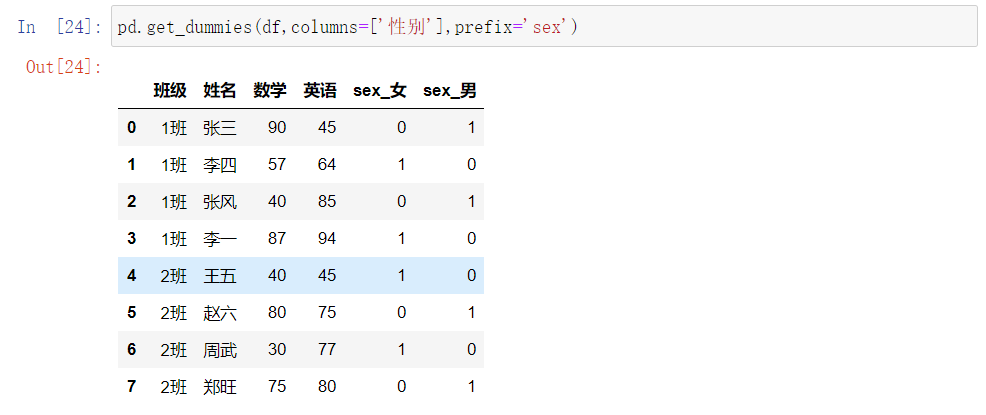 In [24]: pd.get_dummies(df,columns=['性别'],prefix='sex')
Out[24]:
班级 姓名 数学 英语 sex_女 sex_男
0 1班 张三 90 45 0 1
1 1班 李四 57 64 1 0
2 1班 张风 40 85 0 1
3 1班 李一 87 94 1 0
4 2班 王五 40 45 1 0
5 2班 赵六 80 75 0 1
6 2班 周武 30 77 1 0
7 2班 郑旺 75 80 0 1